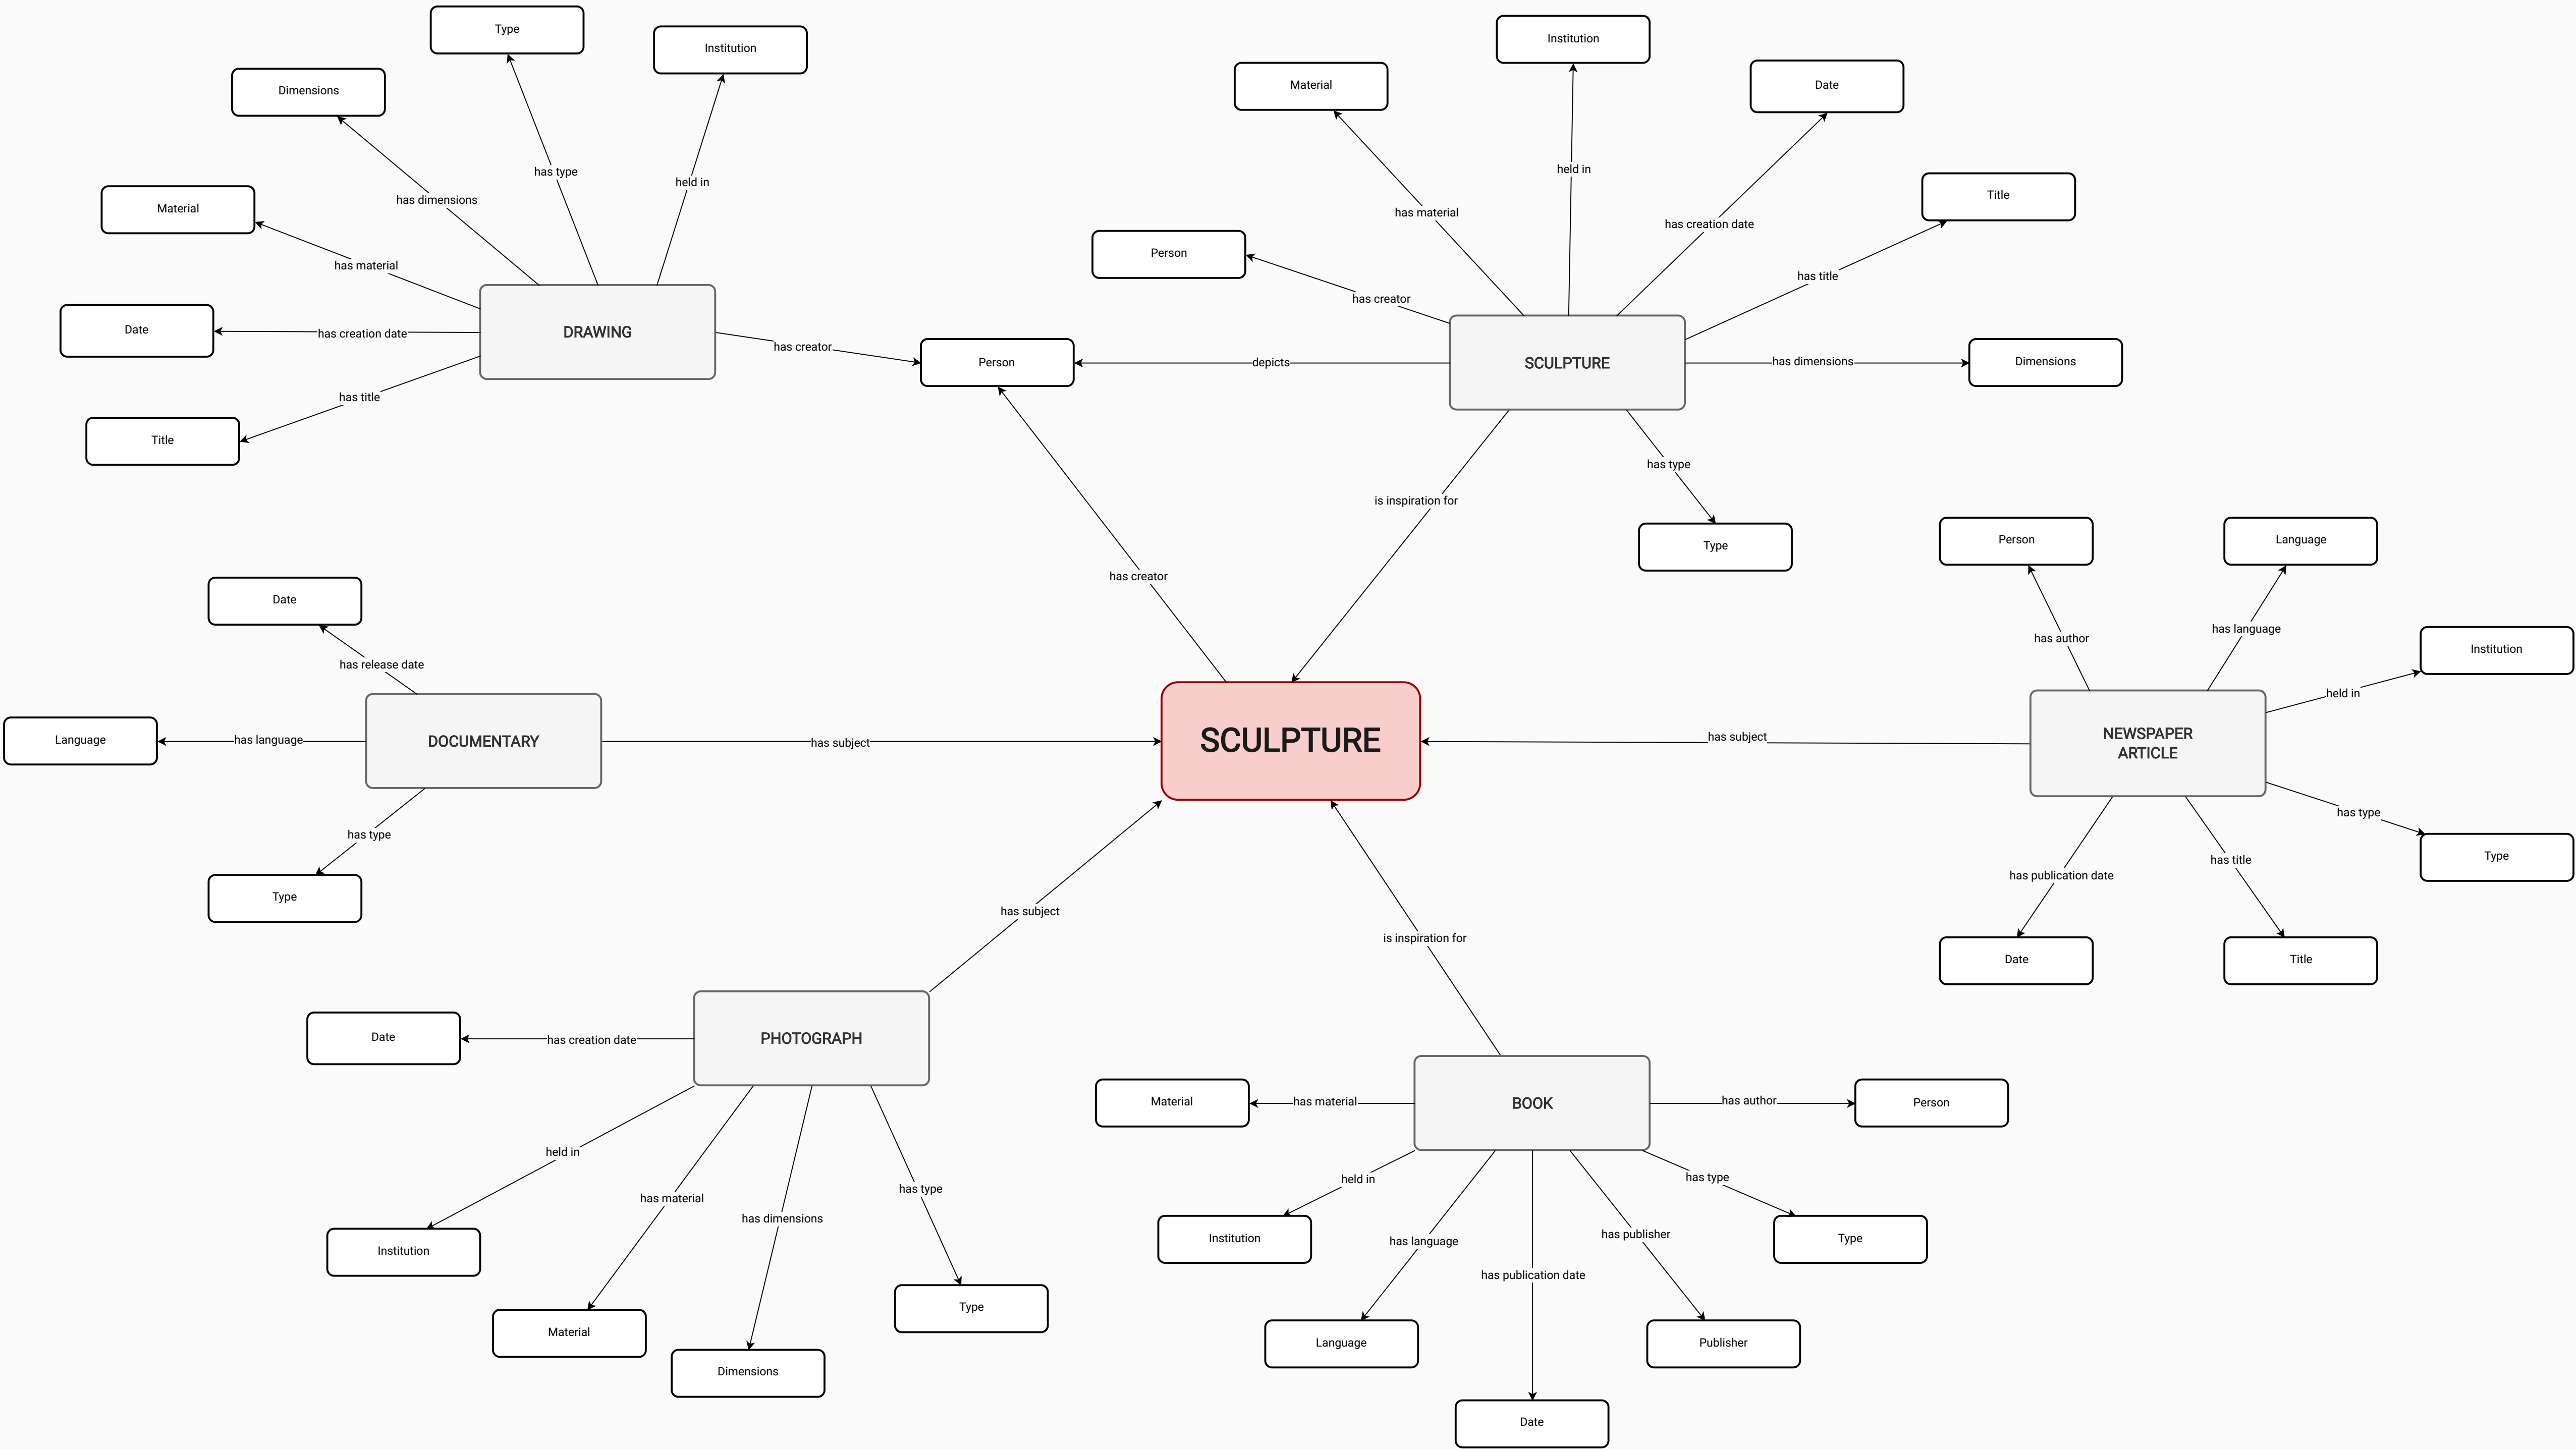 Type
Institution
Dimensions
has type
held in
has dimensions
Material
has material
DRAWING
Date
has creation date
has title
Title
has creator
Person
Institution
Material
Date
held in
has material
has creation date
Title
Person
has creator
has title
depicts
SCULPTURE
has dimensions
Dimensions
is inspiration for
has type
Type
has creator
Date
has release date
Language
has language
DOCUMENTARY
has subject
has type
Type
SCULPTURE
has subject
Person
Language
has author
has language
Institution
held in
NEWSPAPER
ARTICLE
has type
Type
has publication date
has title
Date
Title
has subject
is inspiration for
Date
has creation date
PHOTOGRAPH
held in
has material
has dimensions
has type
Institution
Material
Dimensions
Type
Material
has material
BOOK
has author
Person
held in
has type
Institution
has language
has publication date
has publisher
Type
Language
Publisher
Date